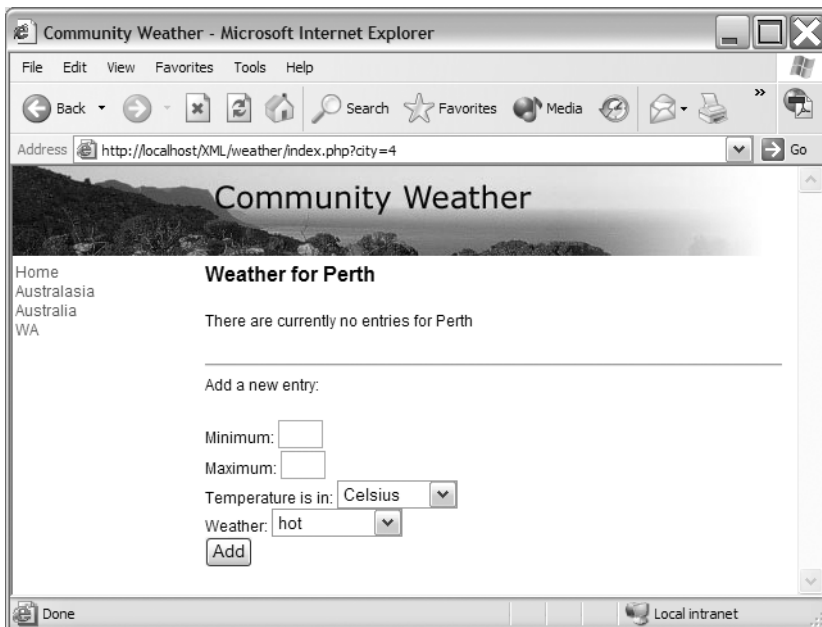 Community Weather - Microsoft Internet Explorer
File Edit View Favorites Tools Help
Back Search Favorites Media »
Address http://localhost/XML/weather/index.php?city=4 Go
Community Weather
Home
Australasia
Australia
WA
Weather for Perth
There are currently no entries for Perth
Add a new entry:
Minimum:
Maximum:
Temperature is in: Celsius
Weather: hot
Add
Done Local intranet